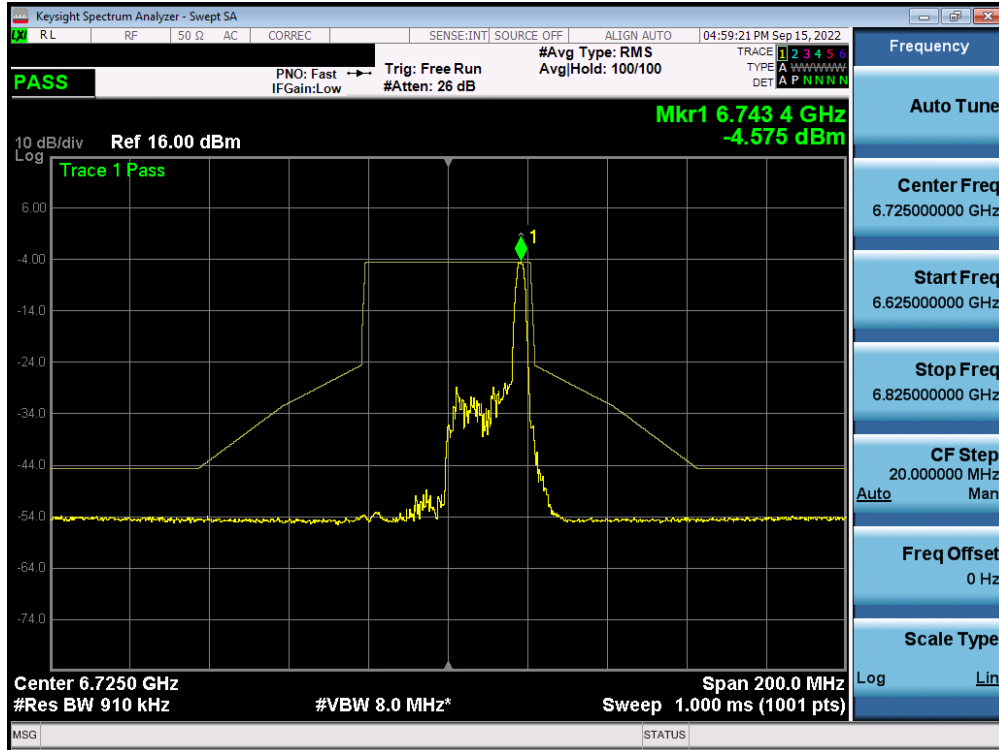 Keysight Spectrum Analyzer - Swept SA
LXI RL RF 50 Ω AC CORREC SENSE:INT SOURCE OFF ALIGN AUTO 04:59:21 PM Sep 15, 2022
PASS
PNO: Fast
IFGain:Low
Trig: Free Run
#Atten: 26 dB
#Avg Type: RMS
Avg|Hold: 100/100
TRACE 1 2 3 4 5 6
TYPE A WWWWW
DET A P N N N N
Mkr1 6.743 4 GHz
-4.575 dBm
10 dB/div Ref 16.00 dBm
Log
Trace 1 Pass
1
6.00
-4.00
-14.0
-24.0
-34.0
-44.0
-54.0
-64.0
-74.0
Center 6.7250 GHz Span 200.0 MHz
#Res BW 910 kHz #VBW 8.0 MHz* Sweep 1.000 ms (1001 pts)
MSG STATUS
Frequency
Auto Tune
Center Freq
6.725000000 GHz
Start Freq
6.625000000 GHz
Stop Freq
6.825000000 GHz
CF Step
20.000000 MHz
Auto Man
Freq Offset
0 Hz
Scale Type
Log Lin